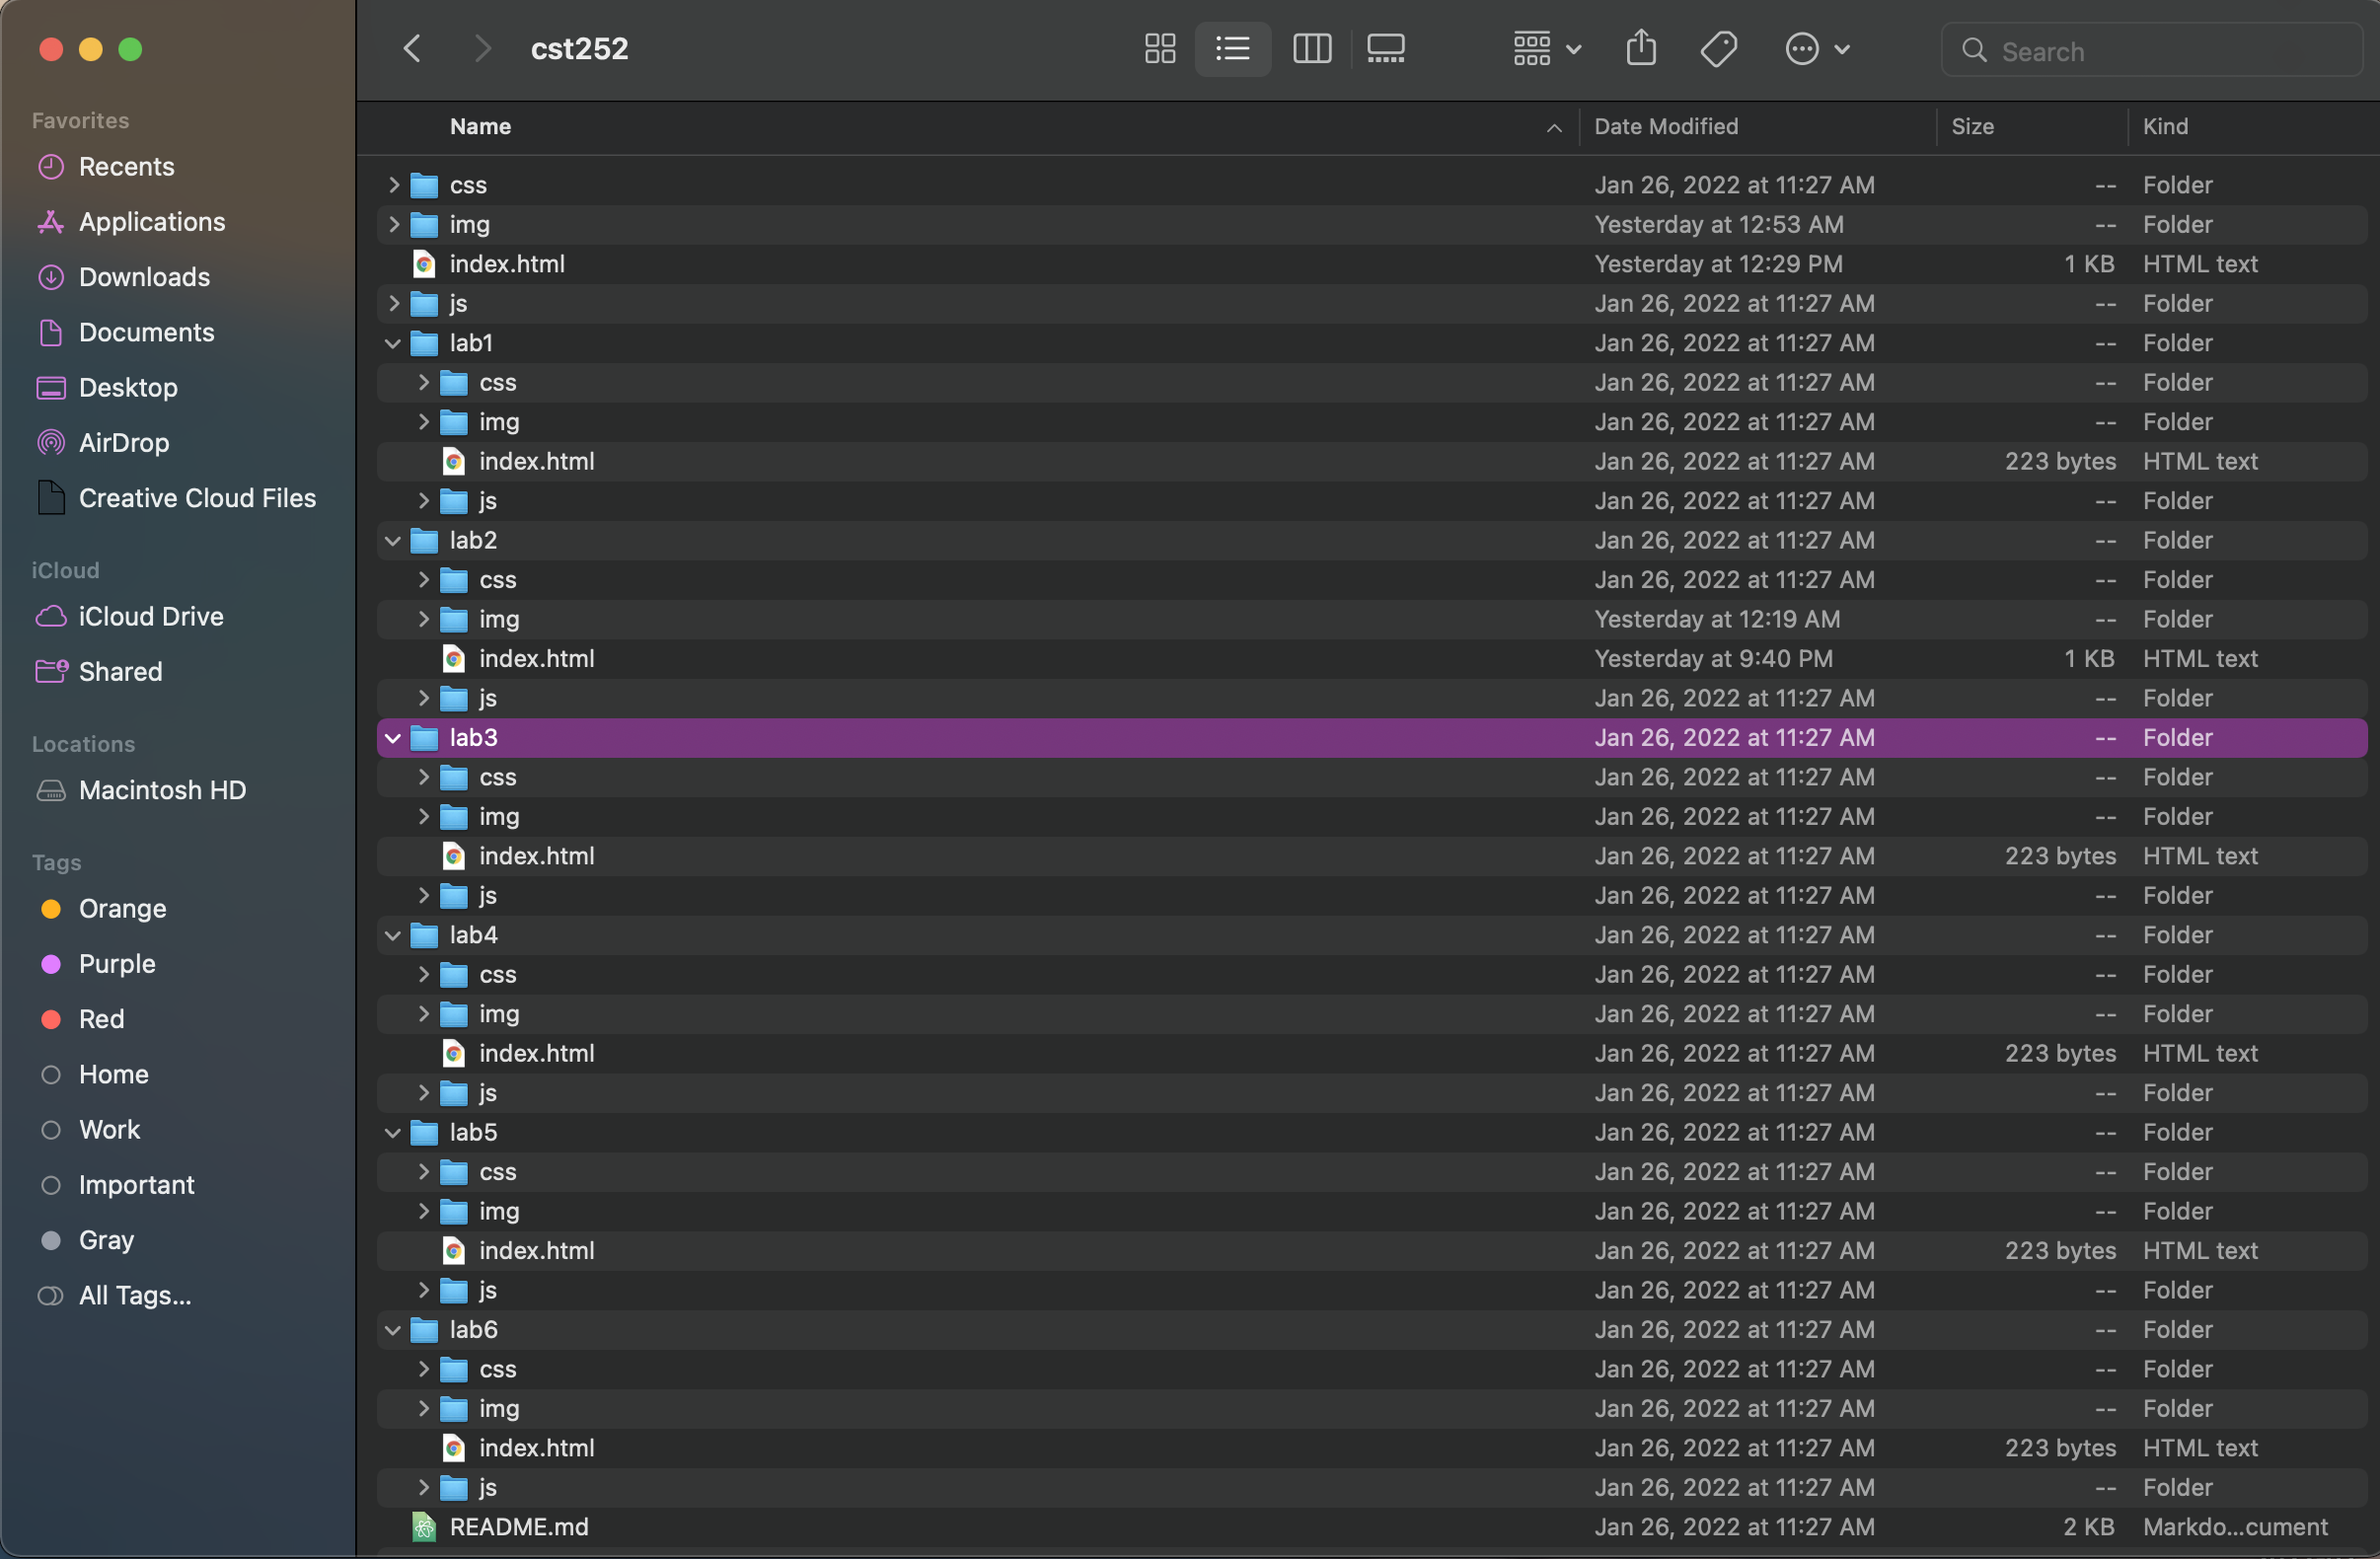 cst252
Search
Favorites
Recents
Applications
Downloads
Documents
Desktop
AirDrop
Creative Cloud Files
iCloud
iCloud Drive
Shared
Locations
Macintosh HD
Tags
Orange
Purple
Red
Home
Work
Important
Gray
All Tags...
Name Date Modified Size Kind
css Jan 26, 2022 at 11:27 AM -- Folder
img Yesterday at 12:53 AM -- Folder
index.html Yesterday at 12:29 PM 1 KB HTML text
js Jan 26, 2022 at 11:27 AM -- Folder
lab1 Jan 26, 2022 at 11:27 AM -- Folder
css Jan 26, 2022 at 11:27 AM -- Folder
img Jan 26, 2022 at 11:27 AM -- Folder
index.html Jan 26, 2022 at 11:27 AM 223 bytes HTML text
js Jan 26, 2022 at 11:27 AM -- Folder
lab2 Jan 26, 2022 at 11:27 AM -- Folder
css Jan 26, 2022 at 11:27 AM -- Folder
img Yesterday at 12:19 AM -- Folder
index.html Yesterday at 9:40 PM 1 KB HTML text
js Jan 26, 2022 at 11:27 AM -- Folder
lab3 Jan 26, 2022 at 11:27 AM -- Folder
css Jan 26, 2022 at 11:27 AM -- Folder
img Jan 26, 2022 at 11:27 AM -- Folder
index.html Jan 26, 2022 at 11:27 AM 223 bytes HTML text
js Jan 26, 2022 at 11:27 AM -- Folder
lab4 Jan 26, 2022 at 11:27 AM -- Folder
css Jan 26, 2022 at 11:27 AM -- Folder
img Jan 26, 2022 at 11:27 AM -- Folder
index.html Jan 26, 2022 at 11:27 AM 223 bytes HTML text
js Jan 26, 2022 at 11:27 AM -- Folder
lab5 Jan 26, 2022 at 11:27 AM -- Folder
css Jan 26, 2022 at 11:27 AM -- Folder
img Jan 26, 2022 at 11:27 AM -- Folder
index.html Jan 26, 2022 at 11:27 AM 223 bytes HTML text
js Jan 26, 2022 at 11:27 AM -- Folder
lab6 Jan 26, 2022 at 11:27 AM -- Folder
css Jan 26, 2022 at 11:27 AM -- Folder
img Jan 26, 2022 at 11:27 AM -- Folder
index.html Jan 26, 2022 at 11:27 AM 223 bytes HTML text
js Jan 26, 2022 at 11:27 AM -- Folder
README.md Jan 26, 2022 at 11:27 AM 2 KB Markdo...cument